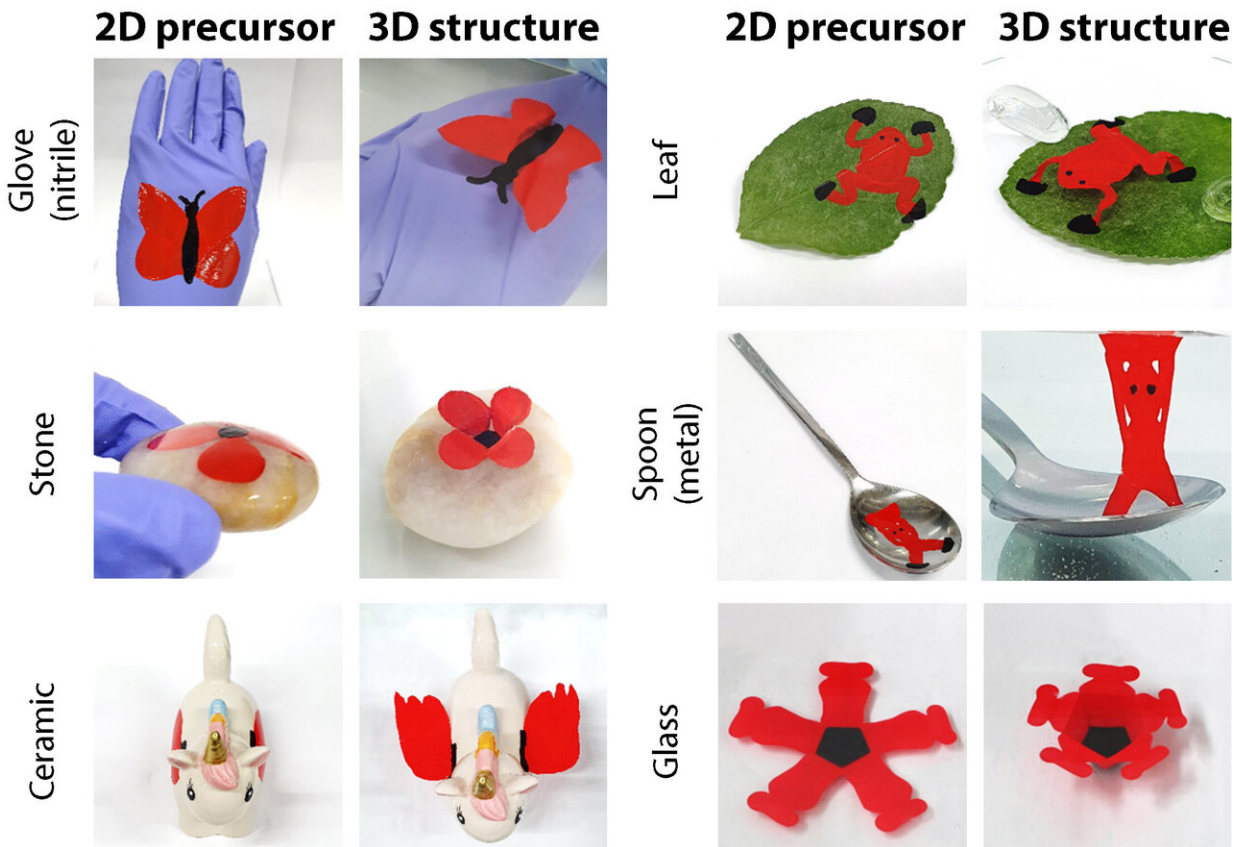 2D precursor 3D structure 2D precursor 3D structure
Glove
(nitrile)
Leaf
Stone
Spoon
(metal)
Ceramic
Glass